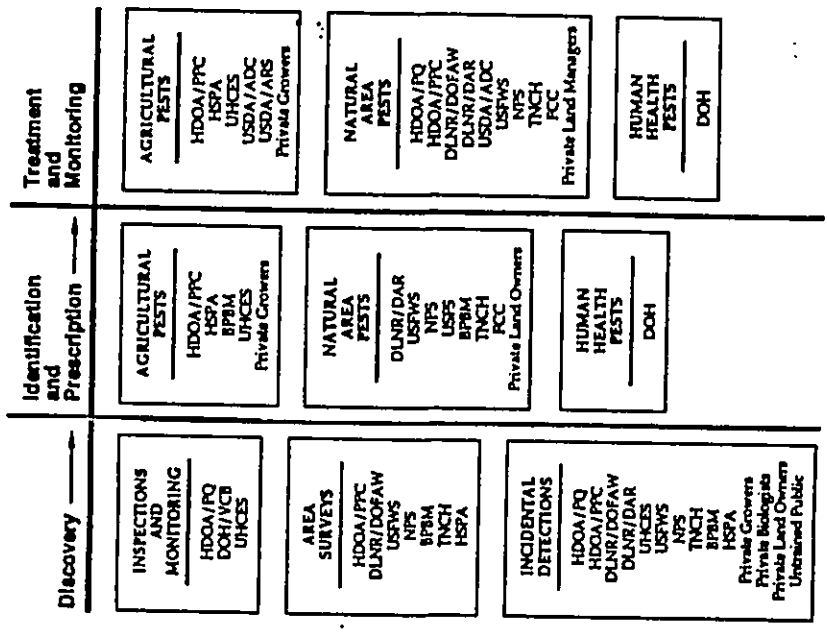 Discovery →
INSPECTIONS
AND
MONITORING
HDOA/PQ
DOH/VCB
UHCES
AREA
SURVEYS
HDOA/PPC
DLNR/DOFAW
USFWS
NPS
BPBM
TNCH
HSPA
INCIDENTAL
DETECTIONS
HDOA/PQ
HDOA/PPC
DLNR/DOFAW
DLNR/DAR
UHCES
USFWS
NPS
TNCH
BPBM
HSPA
Private Growers
Private Biologists
Private Land Owners
Untrained Public
Identification
and
Prescription →
AGRICULTURAL
PESTS
HDOA/PPC
HSPA
BPBM
UHCES
Private Growers
NATURAL
AREA
PESTS
DLNR/DAR
USFWS
NPS
USFS
BPBM
TNCH
FCC
Private Land Owners
HUMAN
HEALTH
PESTS
DOH
Treatment
and
Monitoring
AGRICULTURAL
PESTS
HDOA/PPC
HSPA
UHCES
USDA/ADC
USDA/ARS
Private Growers
NATURAL
AREA
PESTS
HDOA/PQ
HDOA/PPC
DLNR/DOFAW
DLNR/DAR
USDA/ADC
USFWS
NPS
TNCH
FCC
Private Land Managers
HUMAN
HEALTH
PESTS
DOH